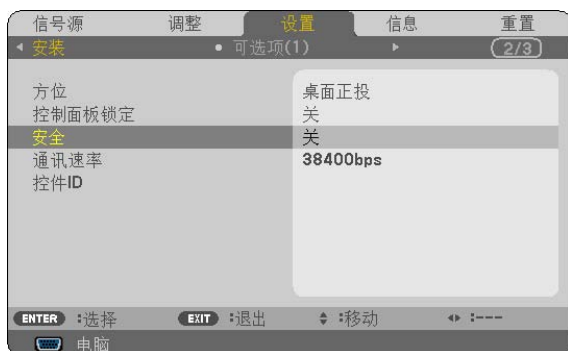 信号源 调整 设置 信息 重置
安装 • 可选项(1) 2/3
方位 桌面正投
控制面板锁定 关
安全 关
通讯速率 38400bps
控件ID
ENTER :选择 EXIT :退出 :移动 :---
电脑